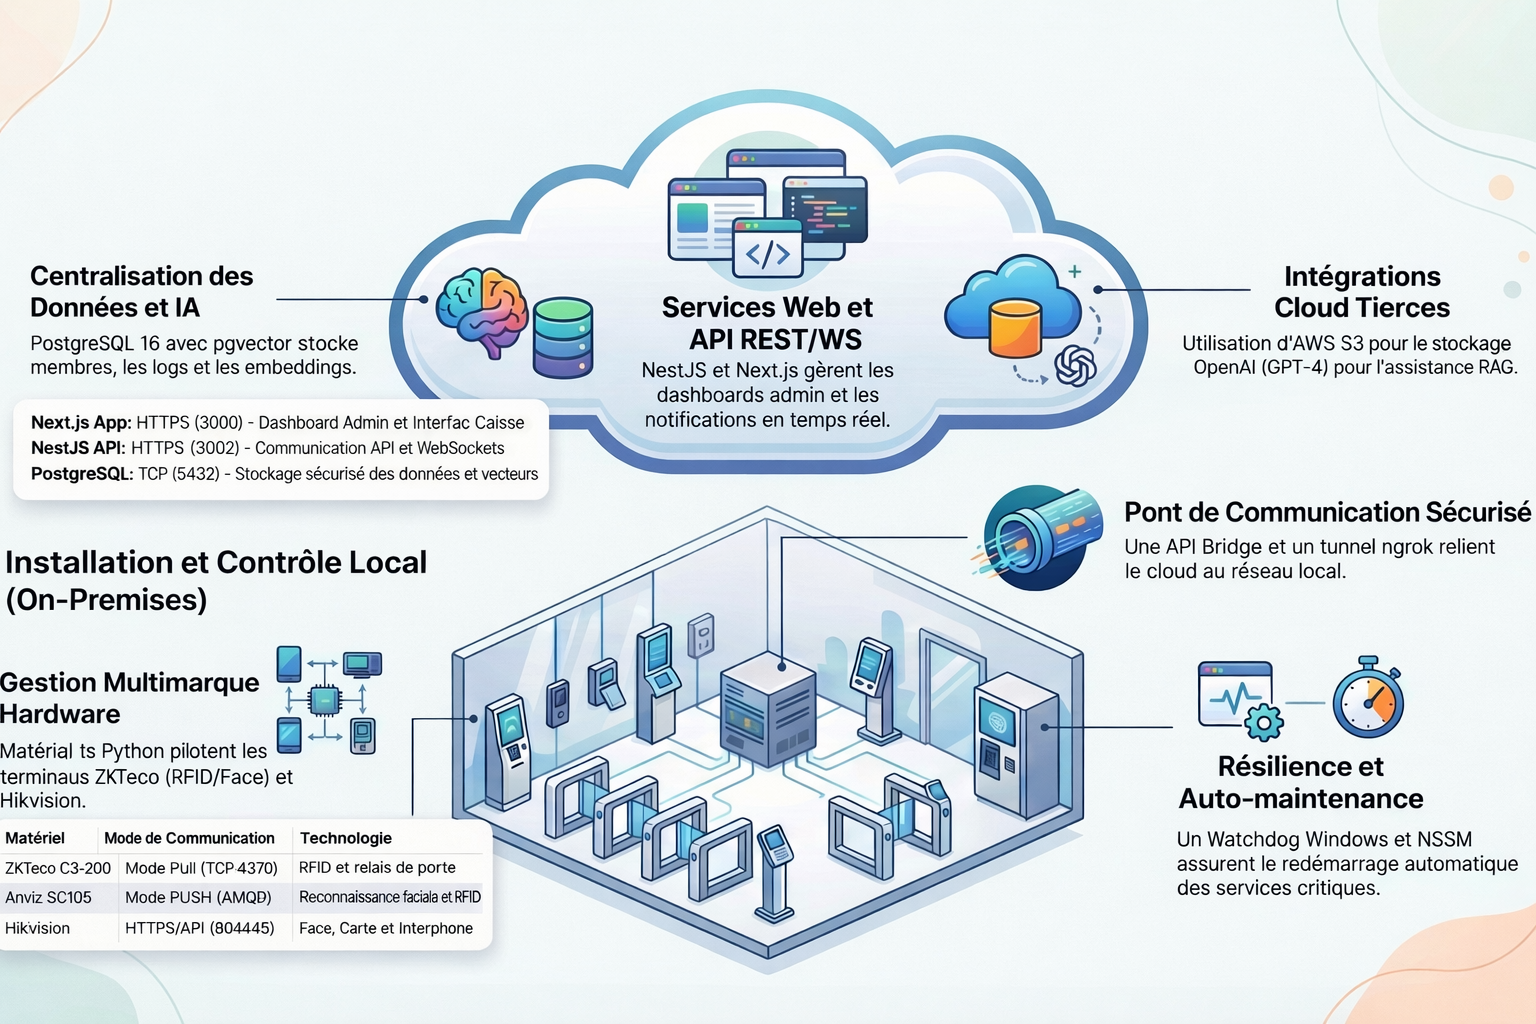 Services Web et
API REST/WS
NestJS et Next.js gèrent les
dashboards admin et les
notifications en temps réel.
Centralisation des
Données et IA
PostgreSQL 16 avec pgvector stocke
membres, les logs et les embeddings.
Next.js App: HTTPS (3000) - Dashboard Admin et Interfac Caisse
NestJS API: HTTPS (3002) - Communication API et WebSockets
PostgreSQL: TCP (5432) - Stockage sécurisé des données et vecteurs
Intégrations
Cloud Tierces
Utilisation d'AWS S3 pour le stockage
OpenAI (GPT-4) pour l'assistance RAG.
Pont de Communication Sécurisé
Une API Bridge et un tunnel ngrok relient
le cloud au réseau local.
Installation et Contrôle Local
(On-Premises)
Gestion Multimarque
Hardware
Matérial ts Python pilotent les
terminaus ZKTeco (RFID/Face) et
Hikvision.
Matériel Mode de Communication Technologie
ZKTeco C3-200 Mode Pull (TCP 4370) RFID et relais de porte
Anviz SC105 Mode PUSH (AMQP) Reconnaissance faciala et RFID
Hikvision HTTPS/API (804445) Face, Carte et Interphone
Résilience et
Auto-maintenance
Un Watchdog Windows et NSSM
assurent le redémarrage automatique
des services critiques.